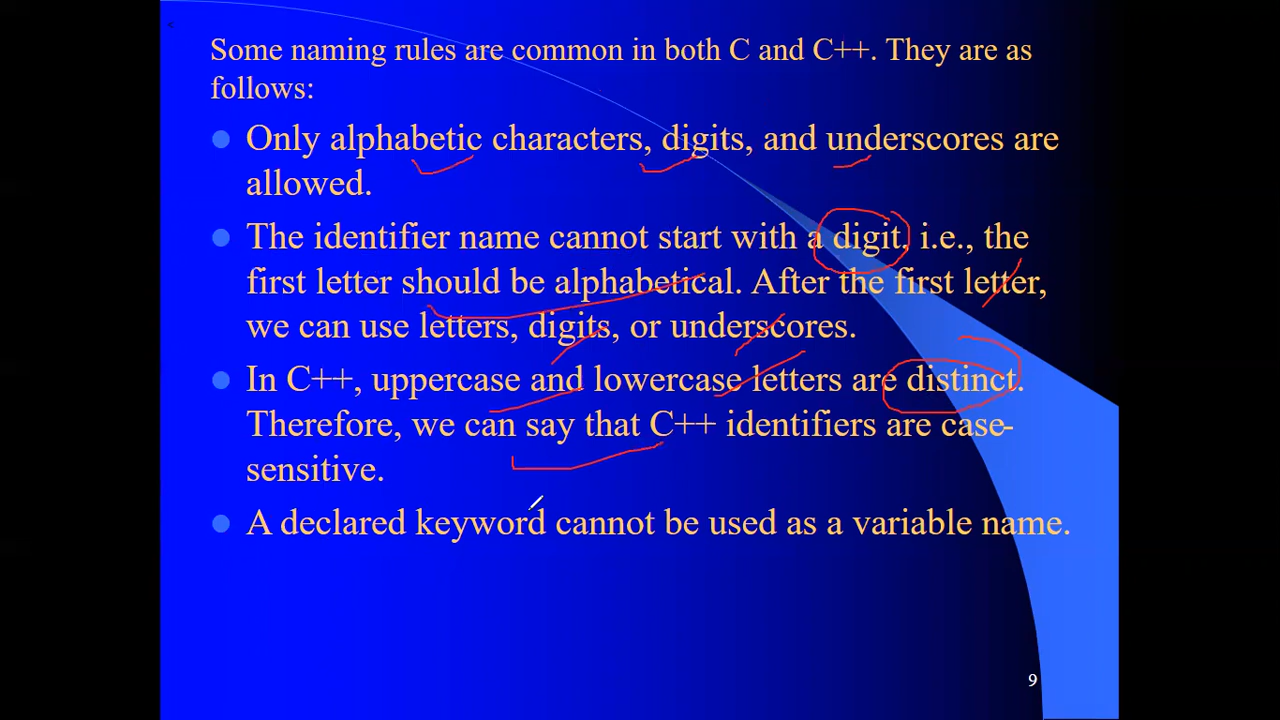 Some naming rules are common in both C and C++. They are as
follows:
Only alphabetic characters, digits, and underscores are
allowed.
The identifier name cannot start with a digit, i.e., the
first letter should be alphabetical. After the first letter,
we can use letters, digits, or underscores.
In C++, uppercase and lowercase letters are distinct.
Therefore, we can say that C++ identifiers are case-
sensitive.
A declared keyword cannot be used as a variable name.
9